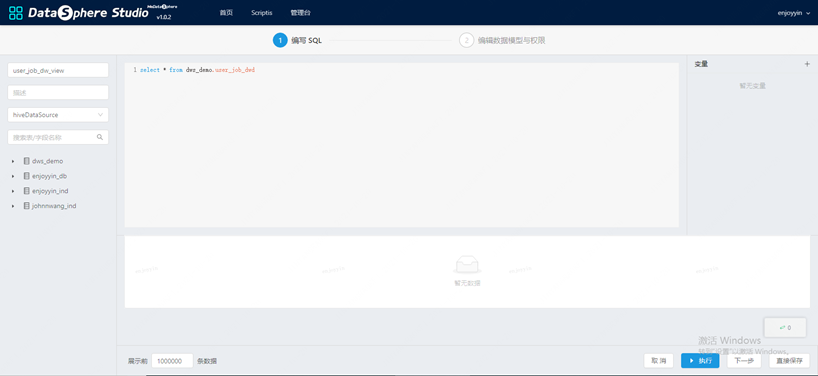 DataSphere Studio
WeDataSphere
v1.0.2
首页
Scriptis
管理台
enjoyyin
1 编写 SQL
2 编辑数据模型与权限
user_job_dw_view
描述
hiveDataSource
搜索表/字段名称
dws_demo
enjoyyin_db
enjoyyin_ind
johnnwang_ind
1 select * from dws_demo.user_job_dwd
变量
暂无变量
暂无数据
0
激活 Windows
转到"设置"以激活 Windows。
展示前 1000000 条数据
取消
执行
下一步
直接保存